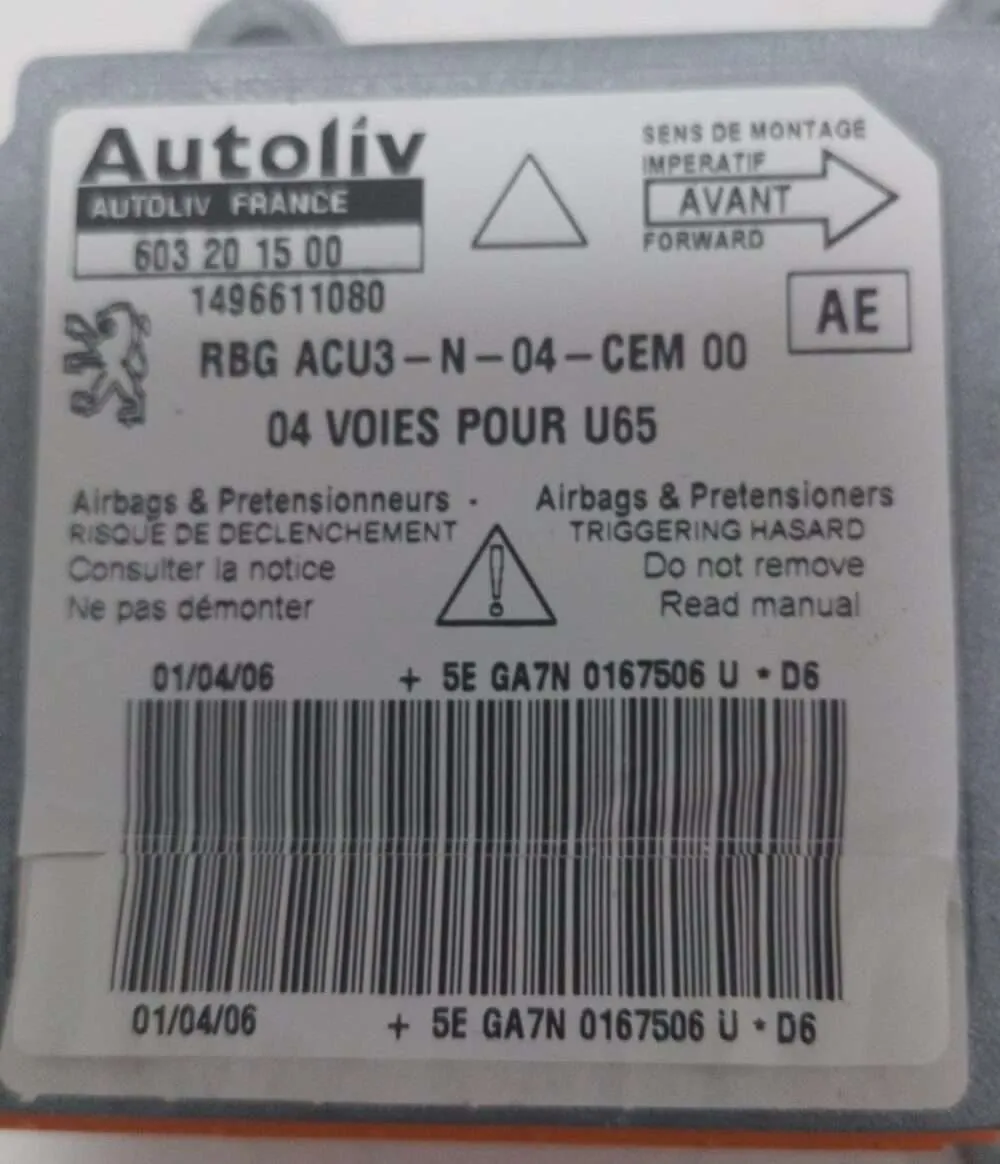 Autoliv
AUTOLIV FRANCE
603 20 15 00
1496611080
SENS DE MONTAGE
IMPERATIF
AVANT
FORWARD
AE
RBG ACU3-N-04-CEM 00
04 VOIES POUR U65
Airbags & Pretensionneurs - Airbags & Pretensioners
RISQUE DE DECLENCHEMENT TRIGGERING HASARD
Consulter la notice Do not remove
Ne pas démonter Read manual
01/04/06 + 5E GA7N 0167506 U * D6
01/04/06 + 5E GA7N 0167506 U * D6